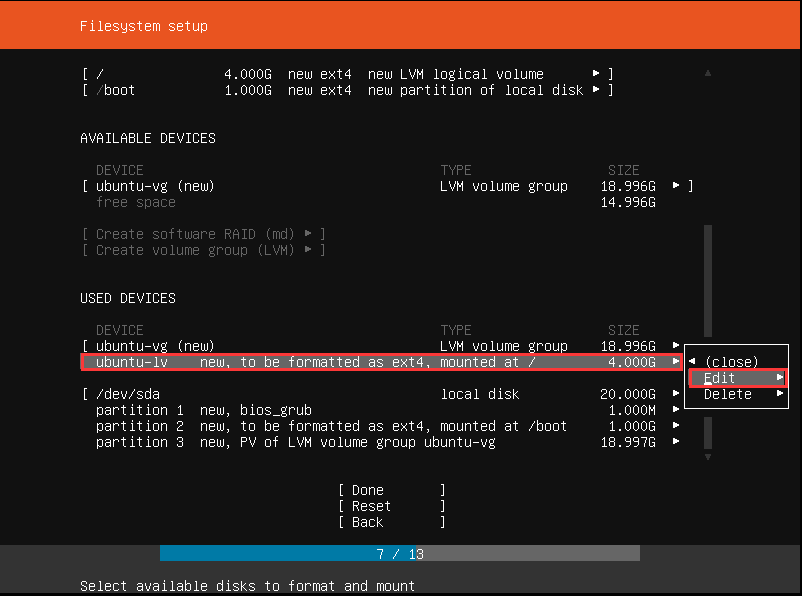 Filesystem setup
[ / 4.000G new ext4 new LVM logical volume ▸ ]
[ /boot 1.000G new ext4 new partition of local disk ▸ ]
AVAILABLE DEVICES
DEVICE TYPE SIZE
[ ubuntu-vg (new) LVM volume group 18.996G ▸ ]
free space 14.996G
[ Create software RAID (md) ▸ ]
[ Create volume group (LVM) ▸ ]
USED DEVICES
DEVICE TYPE SIZE
[ ubuntu-vg (new) LVM volume group 18.996G ▸
ubuntu-lv new, to be formatted as ext4, mounted at / 4.000G ▸ ◂ (close)
Edit ▸
[ /dev/sda local disk 20.000G ▸ Delete ▸
partition 1 new, bios_grub 1.000M ▸
partition 2 new, to be formatted as ext4, mounted at /boot 1.000G ▸
partition 3 new, PV of LVM volume group ubuntu-vg 18.997G ▸
[ Done ]
[ Reset ]
[ Back ]
7 / 13
Select available disks to format and mount